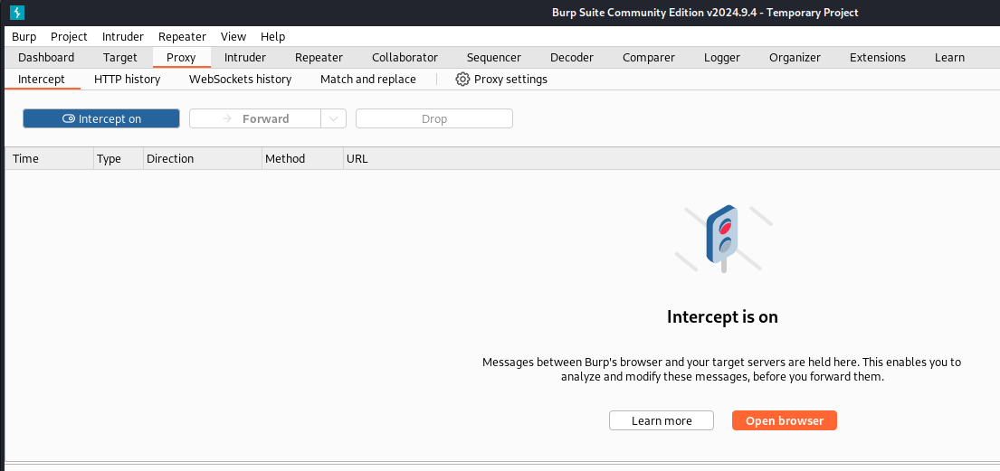 Burp Suite Community Edition v2024.9.4 - Temporary Project
Burp Project Intruder Repeater View Help
Dashboard Target Proxy Intruder Repeater Collaborator Sequencer Decoder Comparer Logger Organizer Extensions Learn
Intercept HTTP history WebSockets history Match and replace Proxy settings
Intercept on Forward Drop
Time Type Direction Method URL
Intercept is on
Messages between Burp's browser and your target servers are held here. This enables you to
analyze and modify these messages, before you forward them.
Learn more Open browser